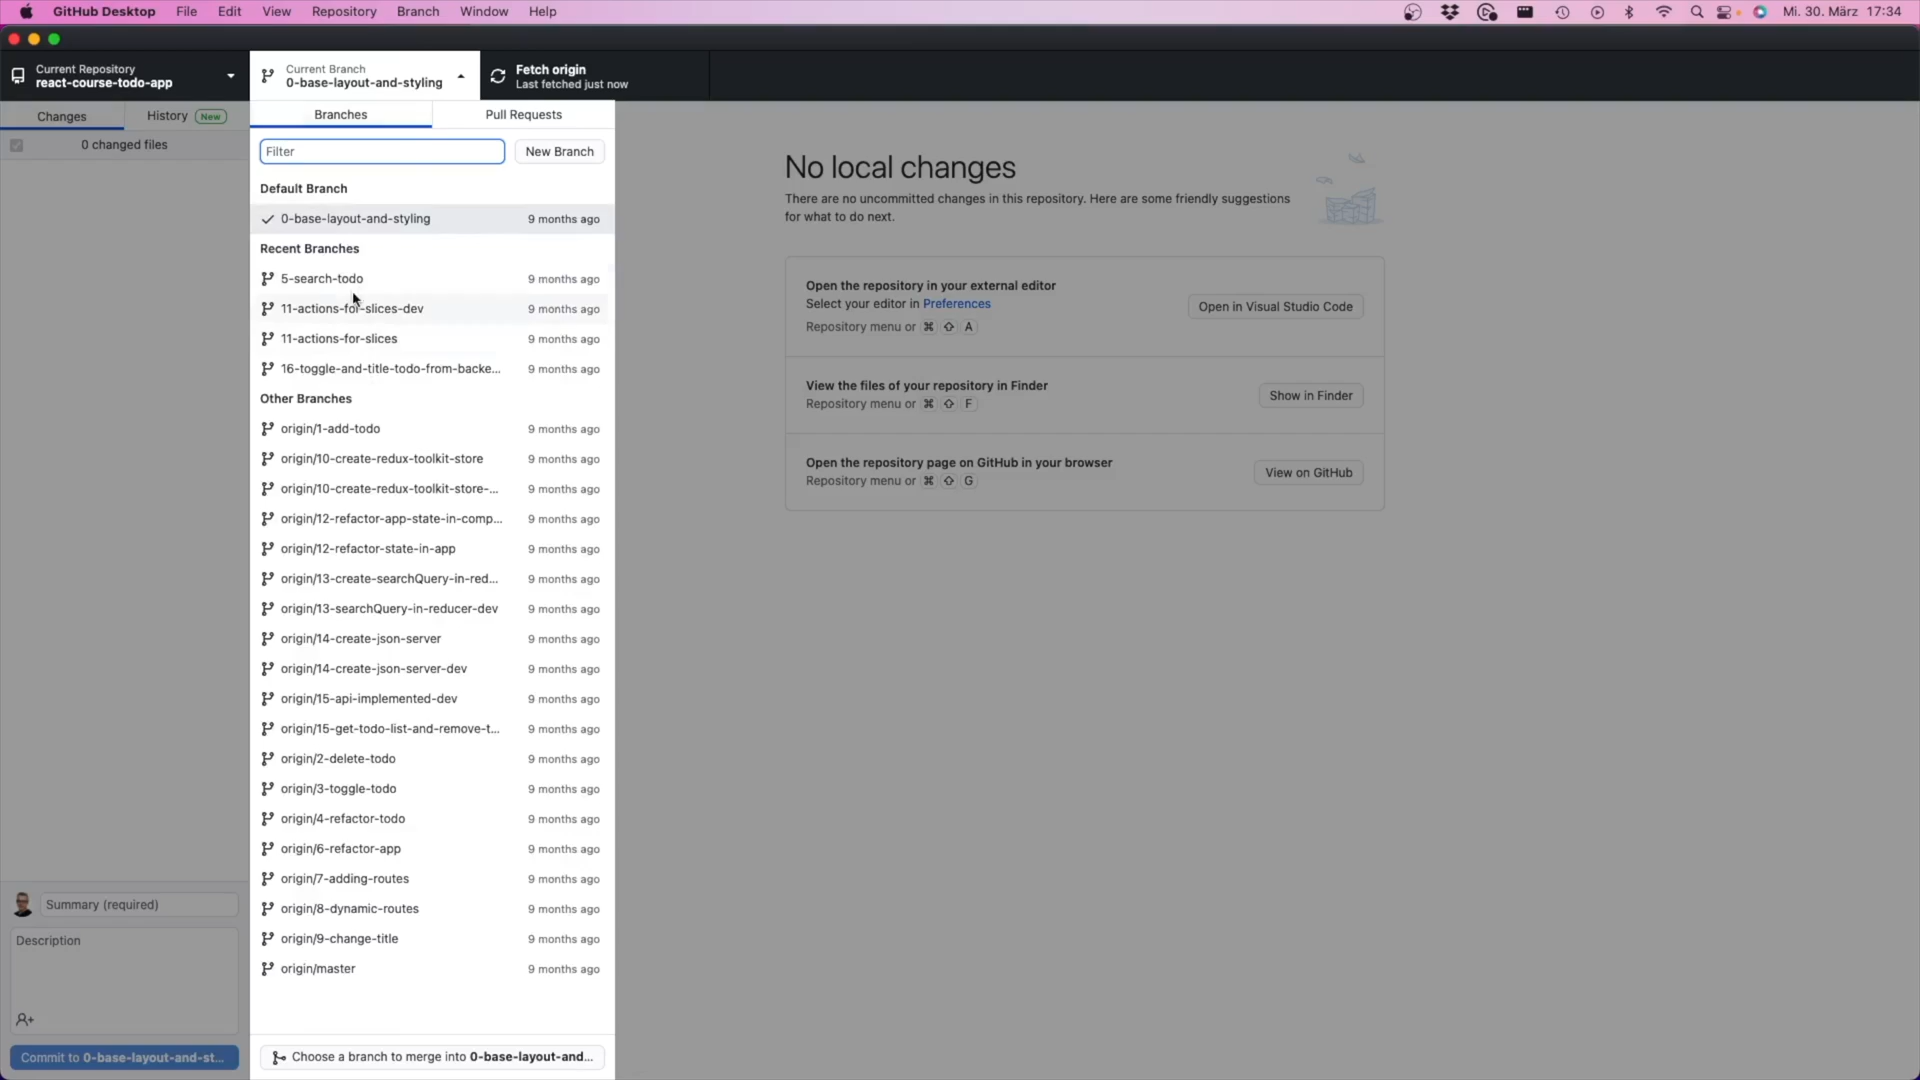 GitHub Desktop File Edit View Repository Branch Window Help
Mi. 30. März 17:34
Current Repository
react-course-todo-app
Current Branch
0-base-layout-and-styling
Fetch origin
Last fetched just now
Changes
History New
0 changed files
Branches
Pull Requests
Filter
New Branch
Default Branch
0-base-layout-and-styling 9 months ago
Recent Branches
5-search-todo 9 months ago
11-actions-for-slices-dev 9 months ago
11-actions-for-slices 9 months ago
16-toggle-and-title-todo-from-backe... 9 months ago
Other Branches
origin/1-add-todo 9 months ago
origin/10-create-redux-toolkit-store 9 months ago
origin/10-create-redux-toolkit-store-... 9 months ago
origin/12-refactor-app-state-in-comp... 9 months ago
origin/12-refactor-state-in-app 9 months ago
origin/13-create-searchQuery-in-red... 9 months ago
origin/13-searchQuery-in-reducer-dev 9 months ago
origin/14-create-json-server 9 months ago
origin/14-create-json-server-dev 9 months ago
origin/15-api-implemented-dev 9 months ago
origin/15-get-todo-list-and-remove-t... 9 months ago
origin/2-delete-todo 9 months ago
origin/3-toggle-todo 9 months ago
origin/4-refactor-todo 9 months ago
origin/6-refactor-app 9 months ago
origin/7-adding-routes 9 months ago
origin/8-dynamic-routes 9 months ago
origin/9-change-title 9 months ago
origin/master 9 months ago
Choose a branch to merge into 0-base-layout-and...
No local changes
There are no uncommitted changes in this repository. Here are some friendly suggestions
for what to do next.
Open the repository in your external editor
Select your editor in Preferences
Repository menu or ⌘ ⇧ A
Open in Visual Studio Code
View the files of your repository in Finder
Repository menu or ⌘ ⇧ F
Show in Finder
Open the repository page on GitHub in your browser
Repository menu or ⌘ ⇧ G
View on GitHub
Summary (required)
Description
Commit to 0-base-layout-and-st...